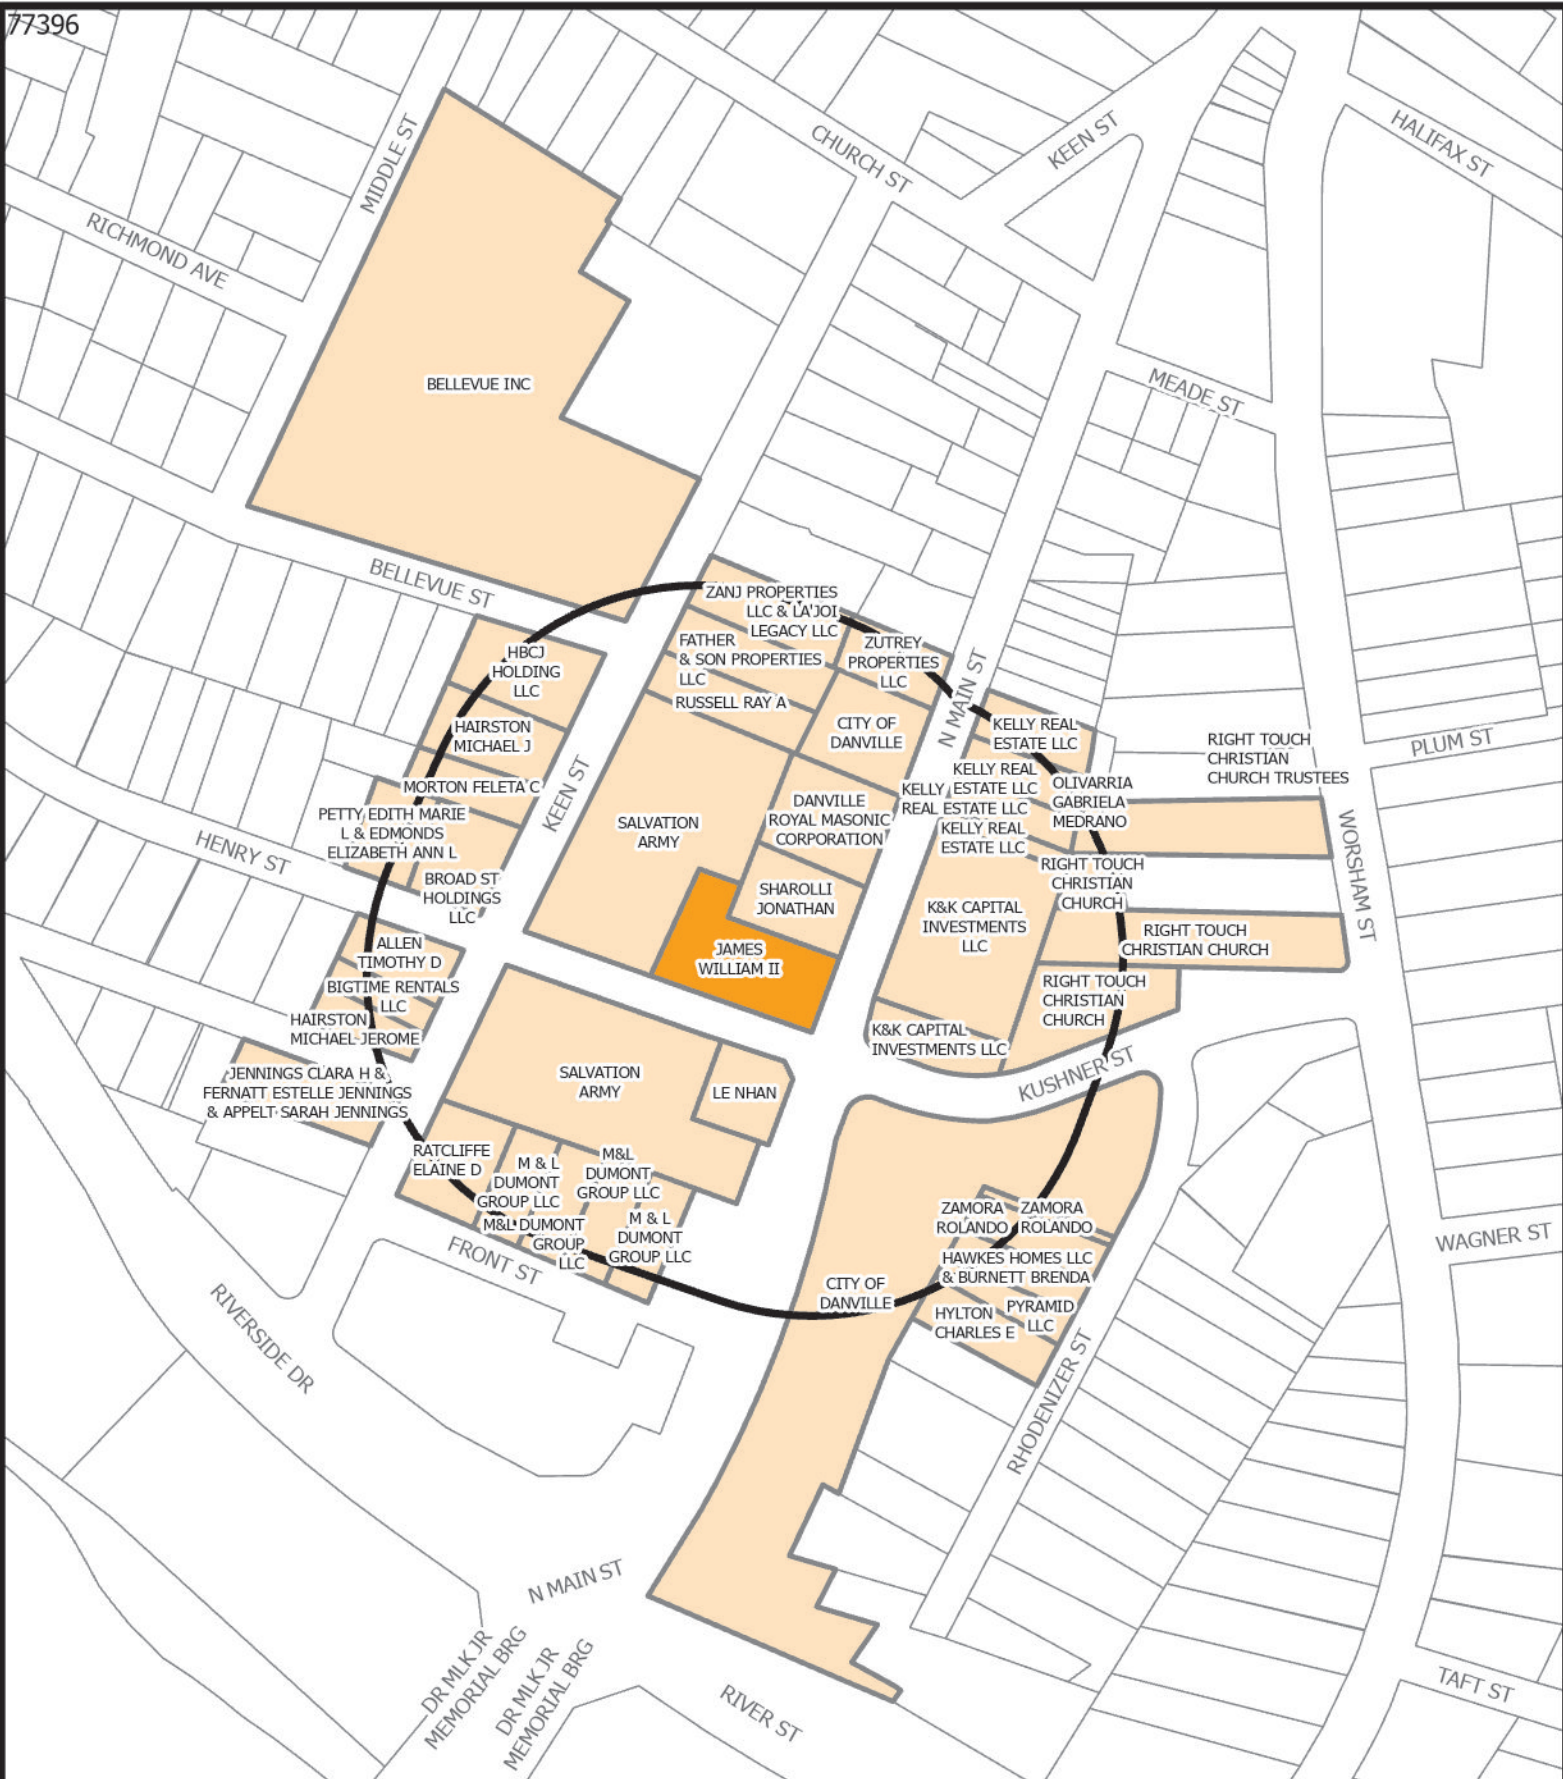 77396
CHURCH ST
KEEN ST
HALIFAX ST
MIDDLE ST
RICHMOND AVE
BELLEVUE INC
MEADE ST
BELLEVUE ST
ZANJ PROPERTIES
LLC & LA'JOI
LEGACY LLC
FATHER
& SON PROPERTIES
LLC
ZUTREY
PROPERTIES
LLC
HBCJ
HOLDING
LLC
RUSSELL RAY A
N MAIN ST
HAIRSTON
MICHAEL J
CITY OF
DANVILLE
KELLY REAL
ESTATE LLC
RIGHT TOUCH
CHRISTIAN
CHURCH TRUSTEES
PLUM ST
MORTON FELETA C
KEEN ST
KELLY REAL
ESTATE LLC
KELLY
REAL ESTATE LLC
OLIVARRIA
GABRIELA
MEDRANO
PETTY EDITH MARIE
L & EDMONDS
ELIZABETH ANN L
SALVATION
ARMY
DANVILLE
ROYAL MASONIC
CORPORATION
KELLY REAL
ESTATE LLC
WORSHAM ST
HENRY ST
BROAD ST
HOLDINGS
LLC
SHAROLLI
JONATHAN
RIGHT TOUCH
CHRISTIAN
CHURCH
K&K CAPITAL
INVESTMENTS
LLC
RIGHT TOUCH
CHRISTIAN CHURCH
ALLEN
TIMOTHY D
JAMES
WILLIAM II
BIGTIME RENTALS
LLC
RIGHT TOUCH
CHRISTIAN
CHURCH
HAIRSTON
MICHAEL JEROME
K&K CAPITAL
INVESTMENTS LLC
JENNINGS CLARA H &
FERNATT ESTELLE JENNINGS
& APPELT SARAH JENNINGS
SALVATION
ARMY
LE NHAN
KUSHNER ST
RATCLIFFE
ELAINE D
M & L
DUMONT
GROUP LLC
M&L
DUMONT
GROUP LLC
M&L DUMONT
GROUP
LLC
M & L
DUMONT
GROUP LLC
ZAMORA
ROLANDO
ZAMORA
ROLANDO
WAGNER ST
FRONT ST
HAWKES HOMES LLC
& BURNETT BRENDA
CITY OF
DANVILLE
HYLTON
CHARLES E
PYRAMID
LLC
RIVERSIDE DR
RHODENIZER ST
N MAIN ST
DR MLK JR
MEMORIAL BRG
DR MLK JR
MEMORIAL BRG
RIVER ST
TAFT ST